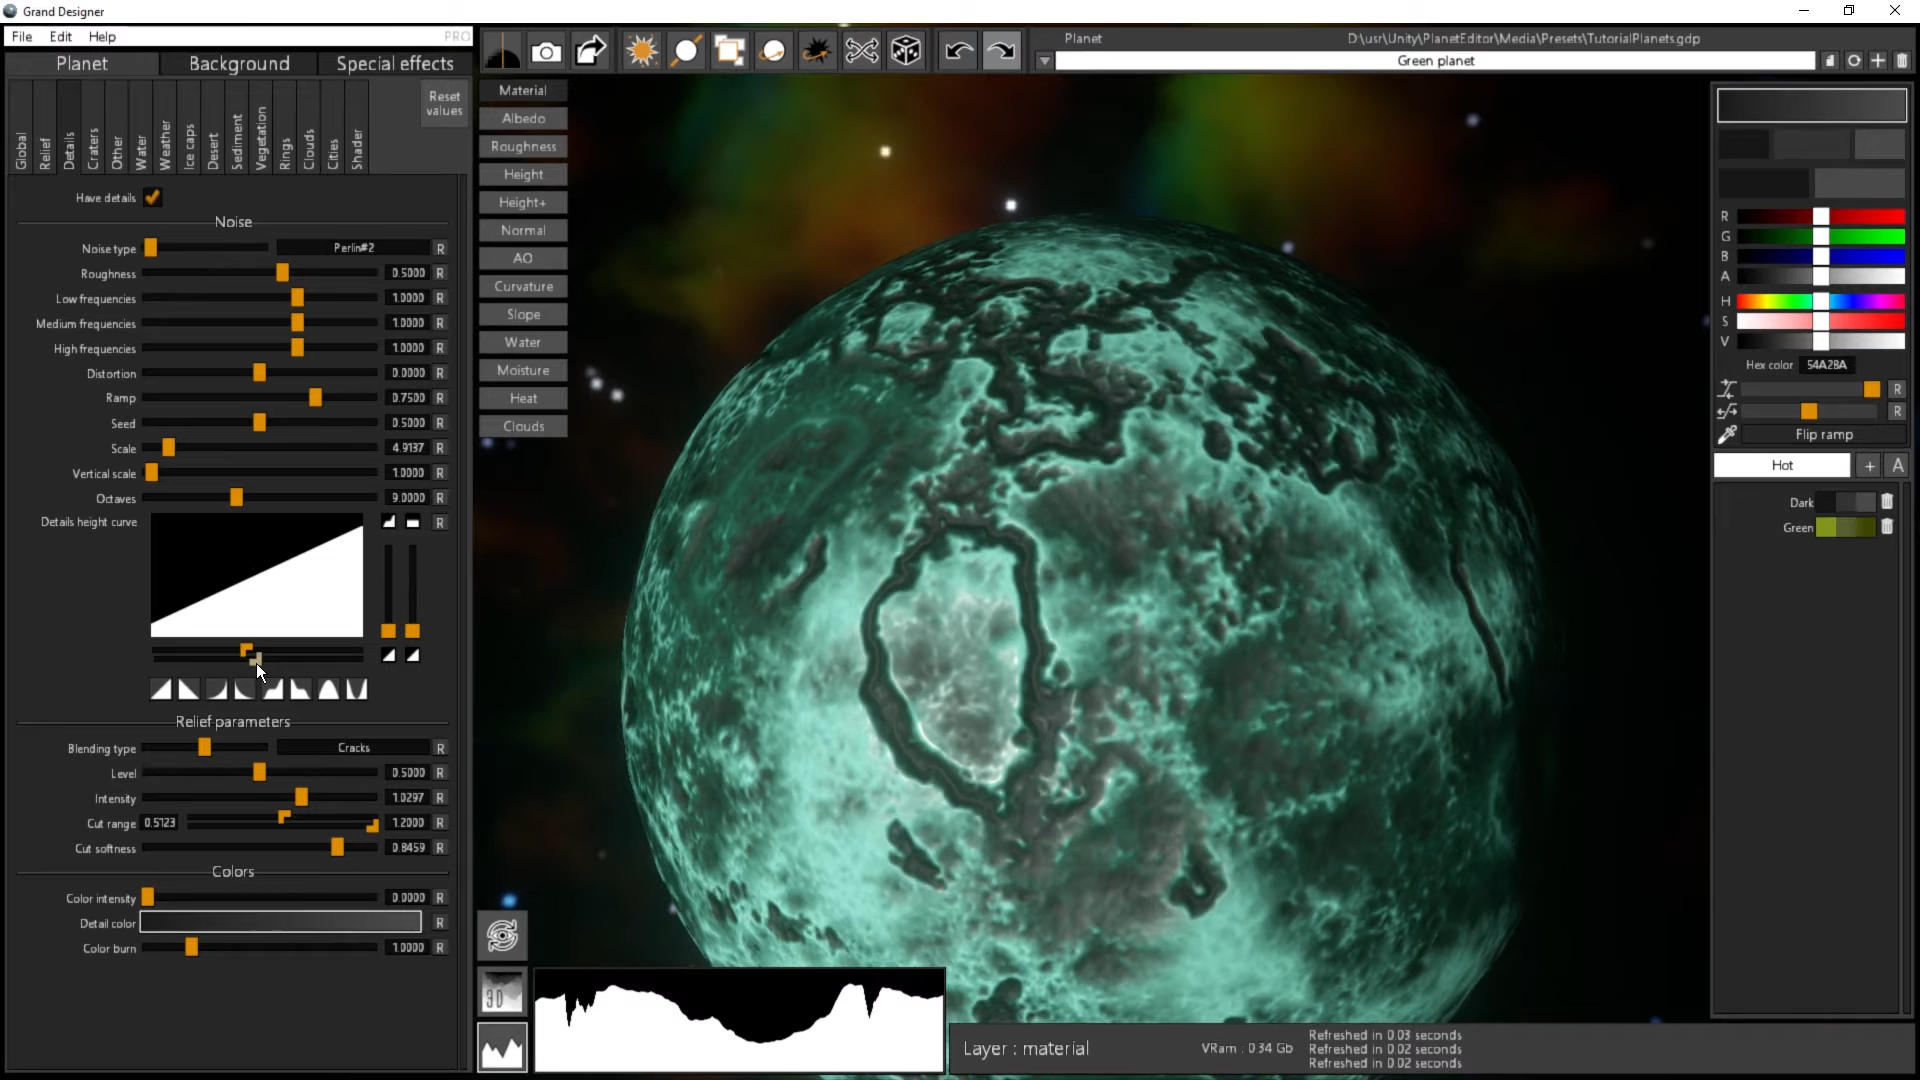 Grand Designer
File Edit Help PRO
Planet Background Special effects
Global
Relief
Details
Craters
Other
Water
Weather
Ice caps
Desert
Sediment
Vegetation
Rings
Clouds
Cities
Shader
Reset
values
Have details
Noise
Noise type Perlin#2 R
Roughness 0.5000 R
Low frequencies 1.0000 R
Medium frequencies 1.0000 R
High frequencies 1.0000 R
Distortion 0.0000 R
Ramp 0.7500 R
Seed 0.5000 R
Scale 4.9137 R
Vertical scale 1.0000 R
Octaves 9.0000 R
Details height curve R
Relief parameters
Blending type Cracks R
Level 0.5000 R
Intensity 1.0297 R
Cut range 0.5123 1.2000 R
Cut softness 0.8459 R
Colors
Color intensity 0.0000 R
Detail color R
Color burn 1.0000 R
Planet D:\usr\Unity\PlanetEditor\Media\Presets\TutorialPlanets.gdp
Green planet
Material
Albedo
Roughness
Height
Height+
Normal
AO
Curvature
Slope
Water
Moisture
Heat
Clouds
3D
Layer : material
VRam : 0.34 Gb
Refreshed in 0.03 seconds
Refreshed in 0.02 seconds
Refreshed in 0.02 seconds
R
G
B
A
H
S
V
Hex color 54A28A
R
R
Flip ramp
Hot + A
Dark
Green